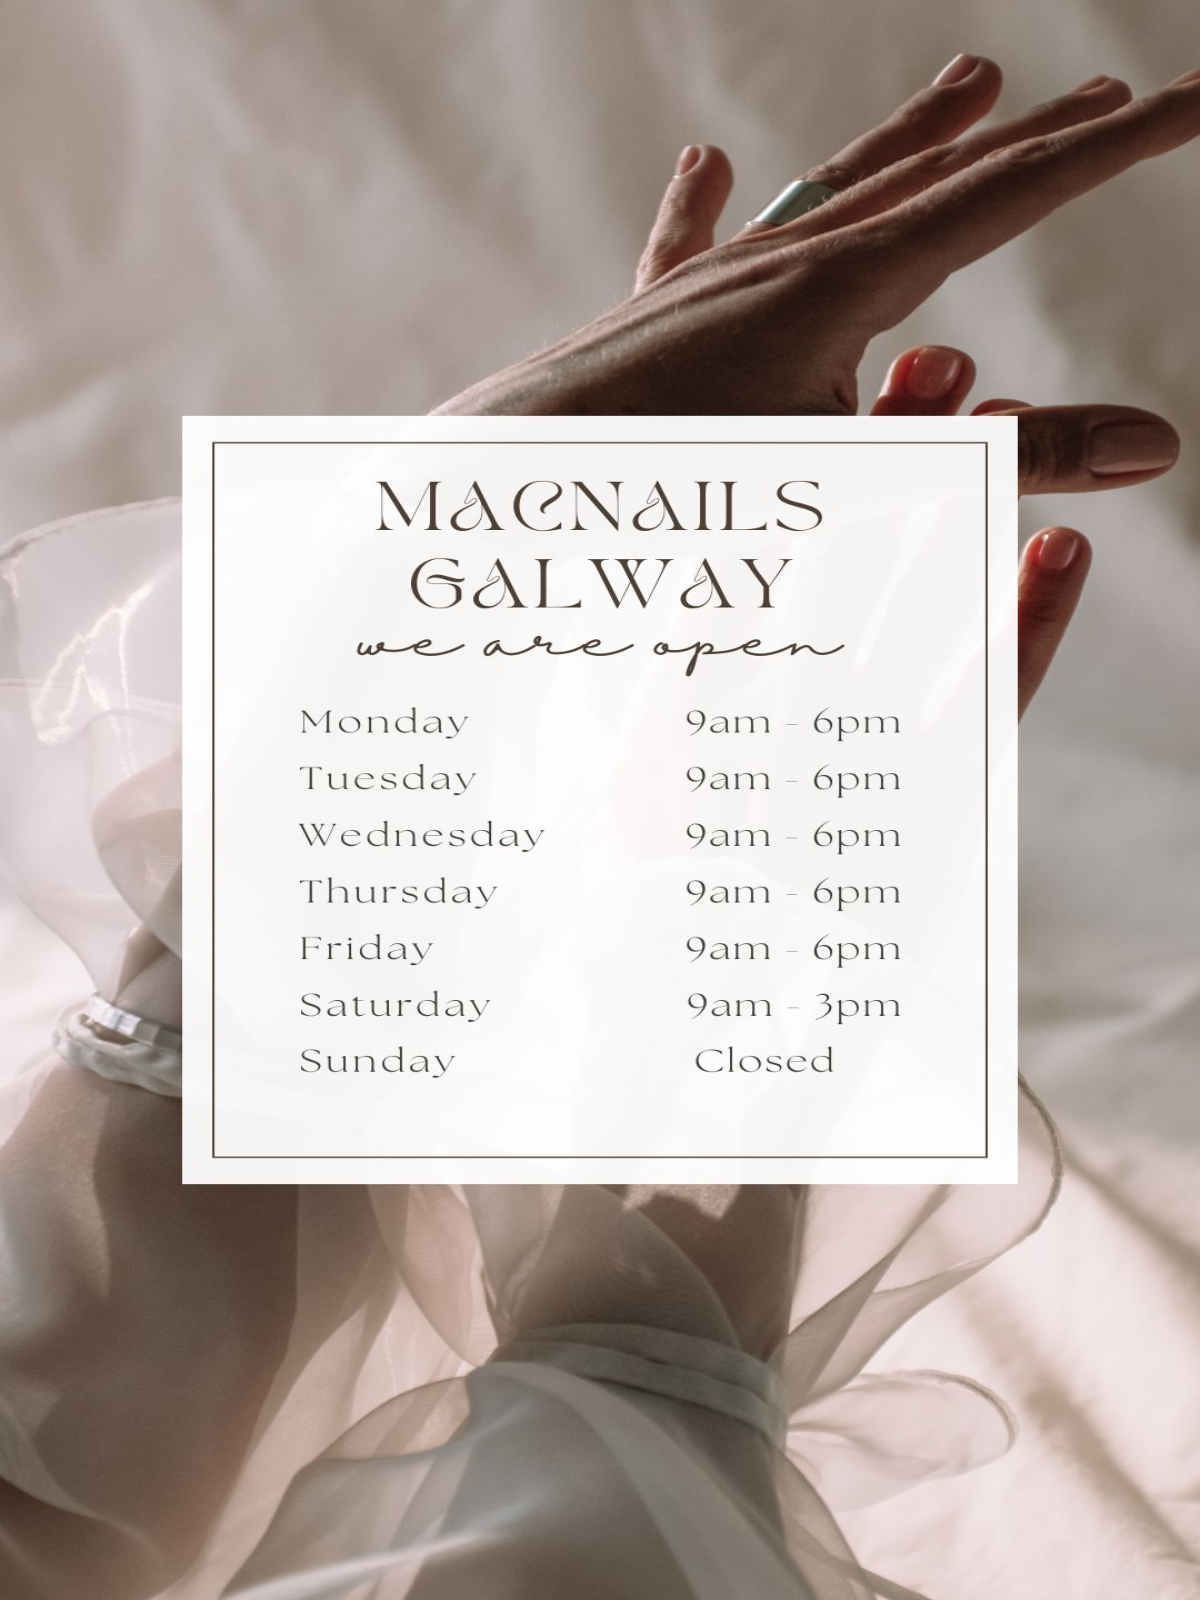 MACNAILS
GALWAY
we are open
Monday 9am - 6pm
Tuesday 9am - 6pm
Wednesday 9am - 6pm
Thursday 9am - 6pm
Friday 9am - 6pm
Saturday 9am - 3pm
Sunday Closed